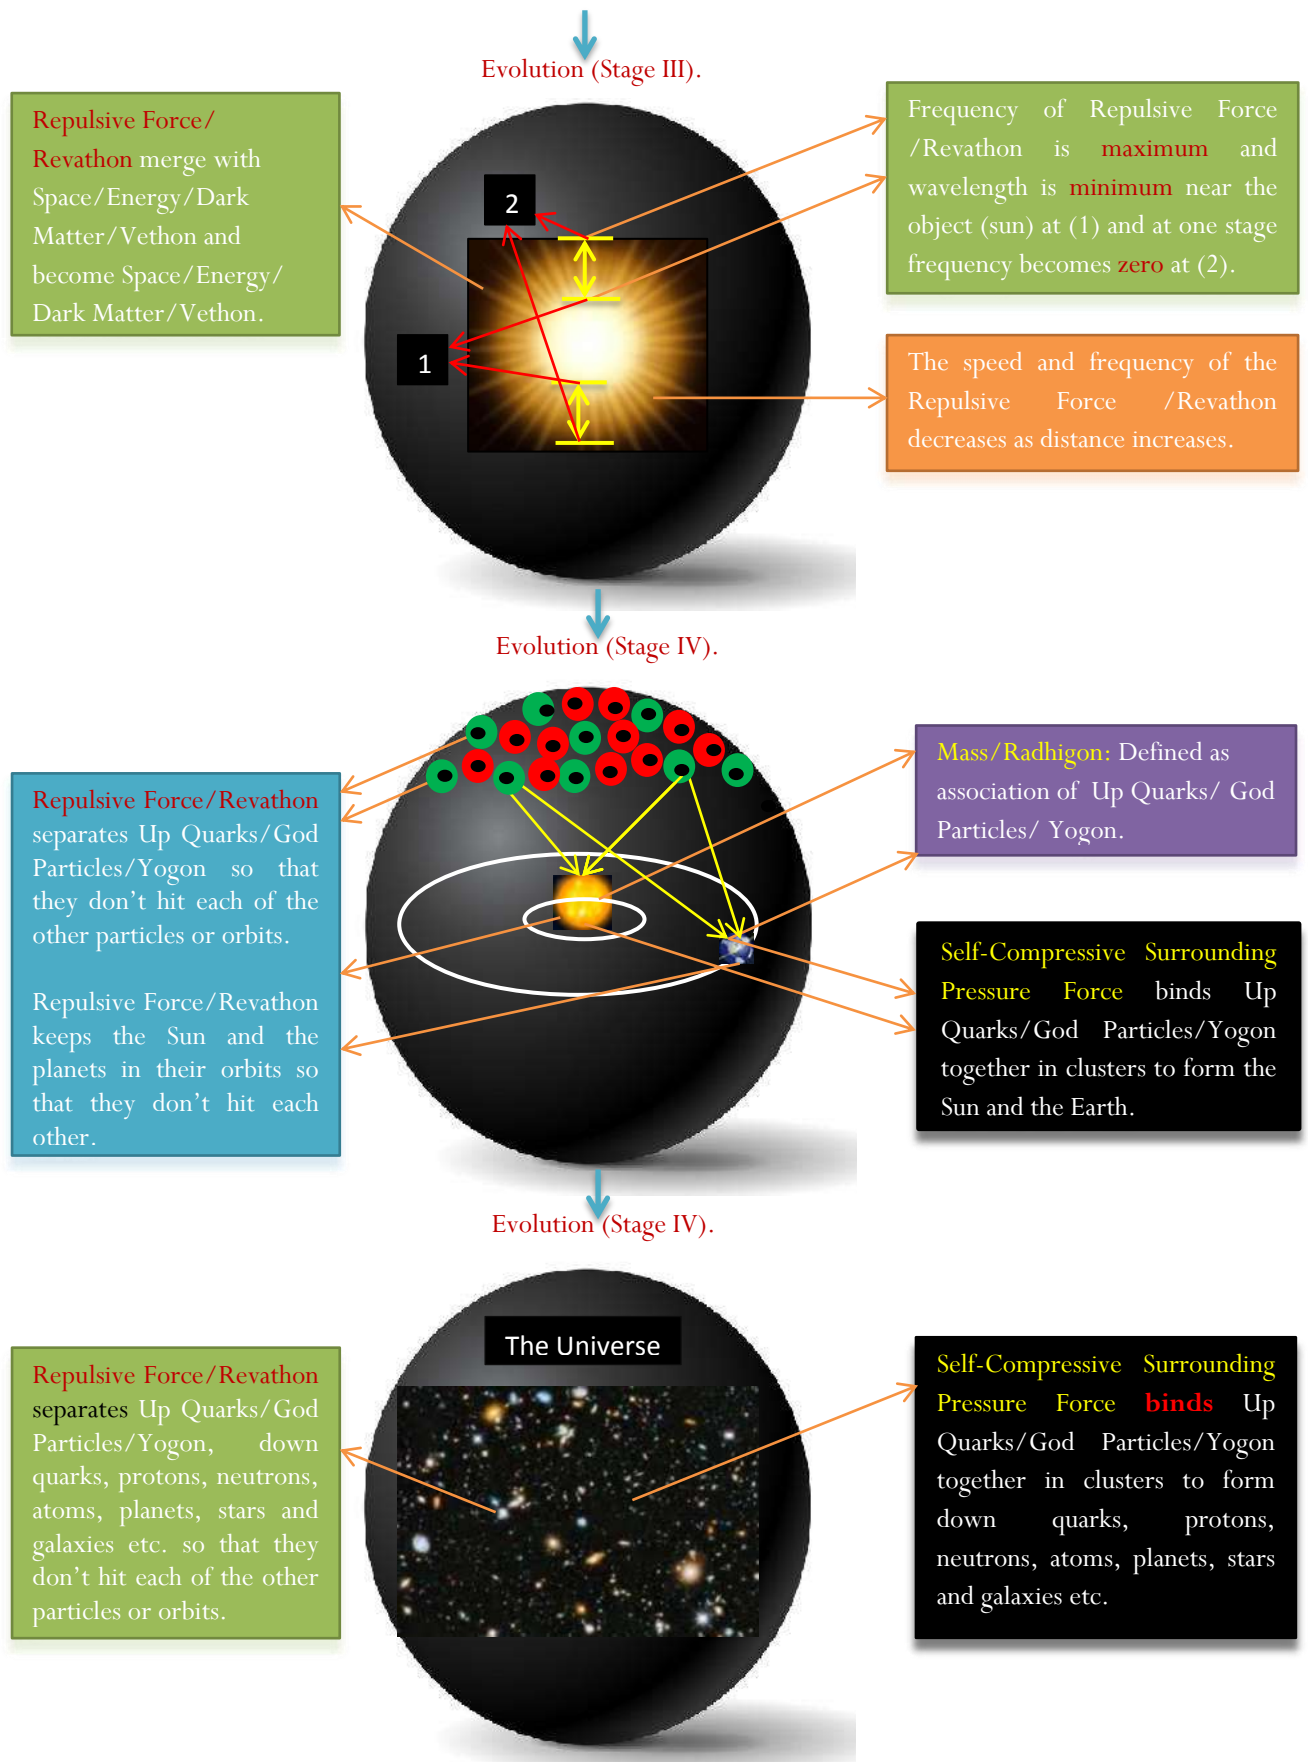 Evolution (Stage III).
Repulsive Force/
Revathon merge with
Space/Energy/Dark
Matter/Vethon and
become Space/Energy/
Dark Matter/Vethon.
2
1
Frequency of Repulsive Force
/Revathon is maximum and
wavelength is minimum near the
object (sun) at (1) and at one stage
frequency becomes zero at (2).
The speed and frequency of the
Repulsive Force /Revathon
decreases as distance increases.
Evolution (Stage IV).
Repulsive Force/Revathon
separates Up Quarks/God
Particles/Yogon so that
they don’t hit each of the
other particles or orbits.
Repulsive Force/Revathon
keeps the Sun and the
planets in their orbits so
that they don’t hit each
other.
Mass/Radhigon: Defined as
association of Up Quarks/ God
Particles/ Yogon.
Self-Compressive Surrounding
Pressure Force binds Up
Quarks/God Particles/Yogon
together in clusters to form the
Sun and the Earth.
Evolution (Stage IV).
The Universe
Repulsive Force/Revathon
separates Up Quarks/God
Particles/Yogon, down
quarks, protons, neutrons,
atoms, planets, stars and
galaxies etc. so that they
don’t hit each of the other
particles or orbits.
Self-Compressive Surrounding
Pressure Force binds Up
Quarks/God Particles/Yogon
together in clusters to form
down quarks, protons,
neutrons, atoms, planets, stars
and galaxies etc.